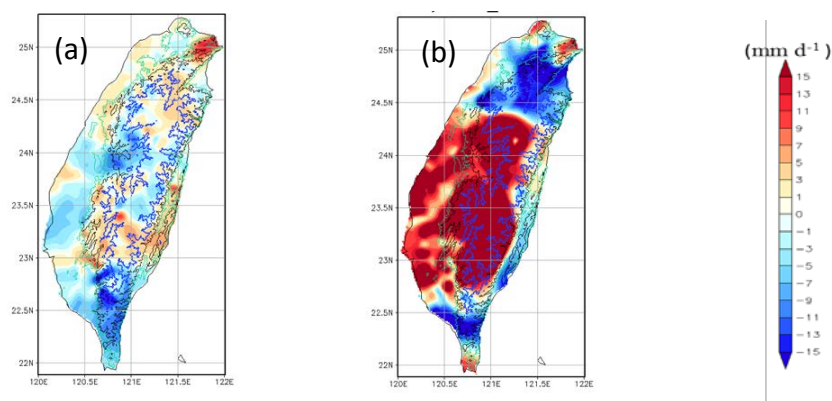 (a)
25N
24.5N
24N
23.5N
23N
22.5N
22N
120E
120.5E
121E
121.5E
122E
(b)
25N
24.5N
24N
23.5N
23N
22.5N
22N
120E
120.5E
121E
121.5E
122E
(mm d⁻¹)
15
13
11
9
7
5
3
1
0
−1
−3
−5
−7
−9
−11
−13
−15